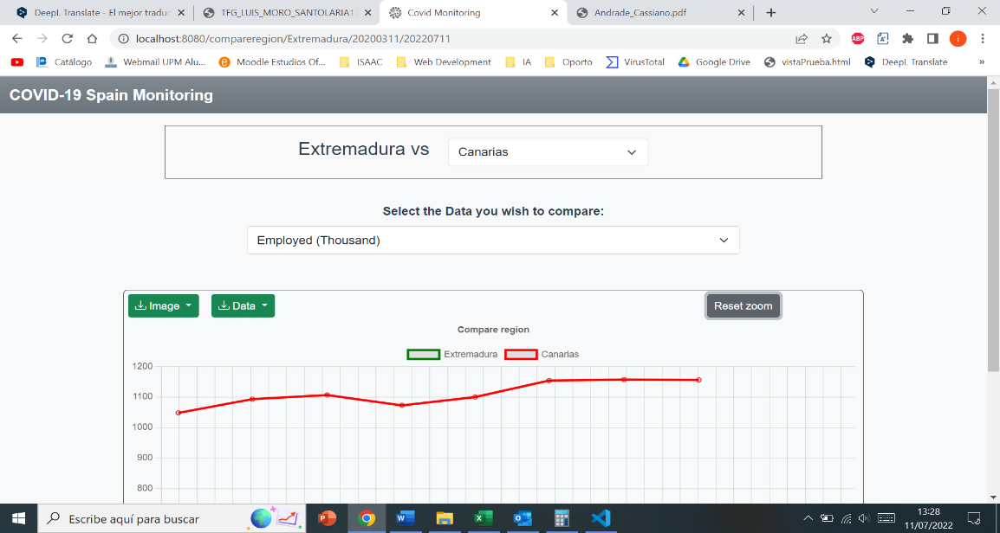 DeepL Translate - El mejor traduc
TFG_LUIS_MORO_SANTOLARIA1
Covid Monitoring
Andrade_Cassiano.pdf
localhost:8080/compareregion/Extremadura/20200311/20220711
ABP
i
Catálogo
Webmail UPM Alu...
Moodle Estudios Of...
ISAAC
Web Development
IA
Oporto
VirusTotal
Google Drive
vistaPrueba.html
DeepL Translate
»
COVID-19 Spain Monitoring
Extremadura vs
Canarias
Select the Data you wish to compare:
Employed (Thousand)
Image
Data
Reset zoom
Compare region
Extremadura
Canarias
1200
1100
1000
900
800
Escribe aquí para buscar
13:28
11/07/2022